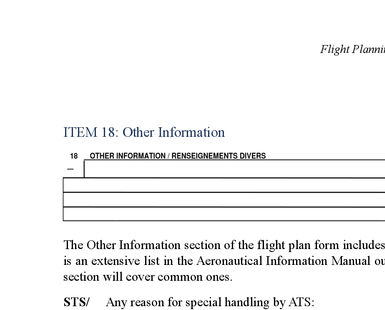 Flight Planni
ITEM 18: Other Information
18 OTHER INFORMATION / RENSEIGNEMENTS DIVERS
–
The Other Information section of the flight plan form includes
is an extensive list in the Aeronautical Information Manual ou
section will cover common ones.
STS/ Any reason for special handling by ATS: